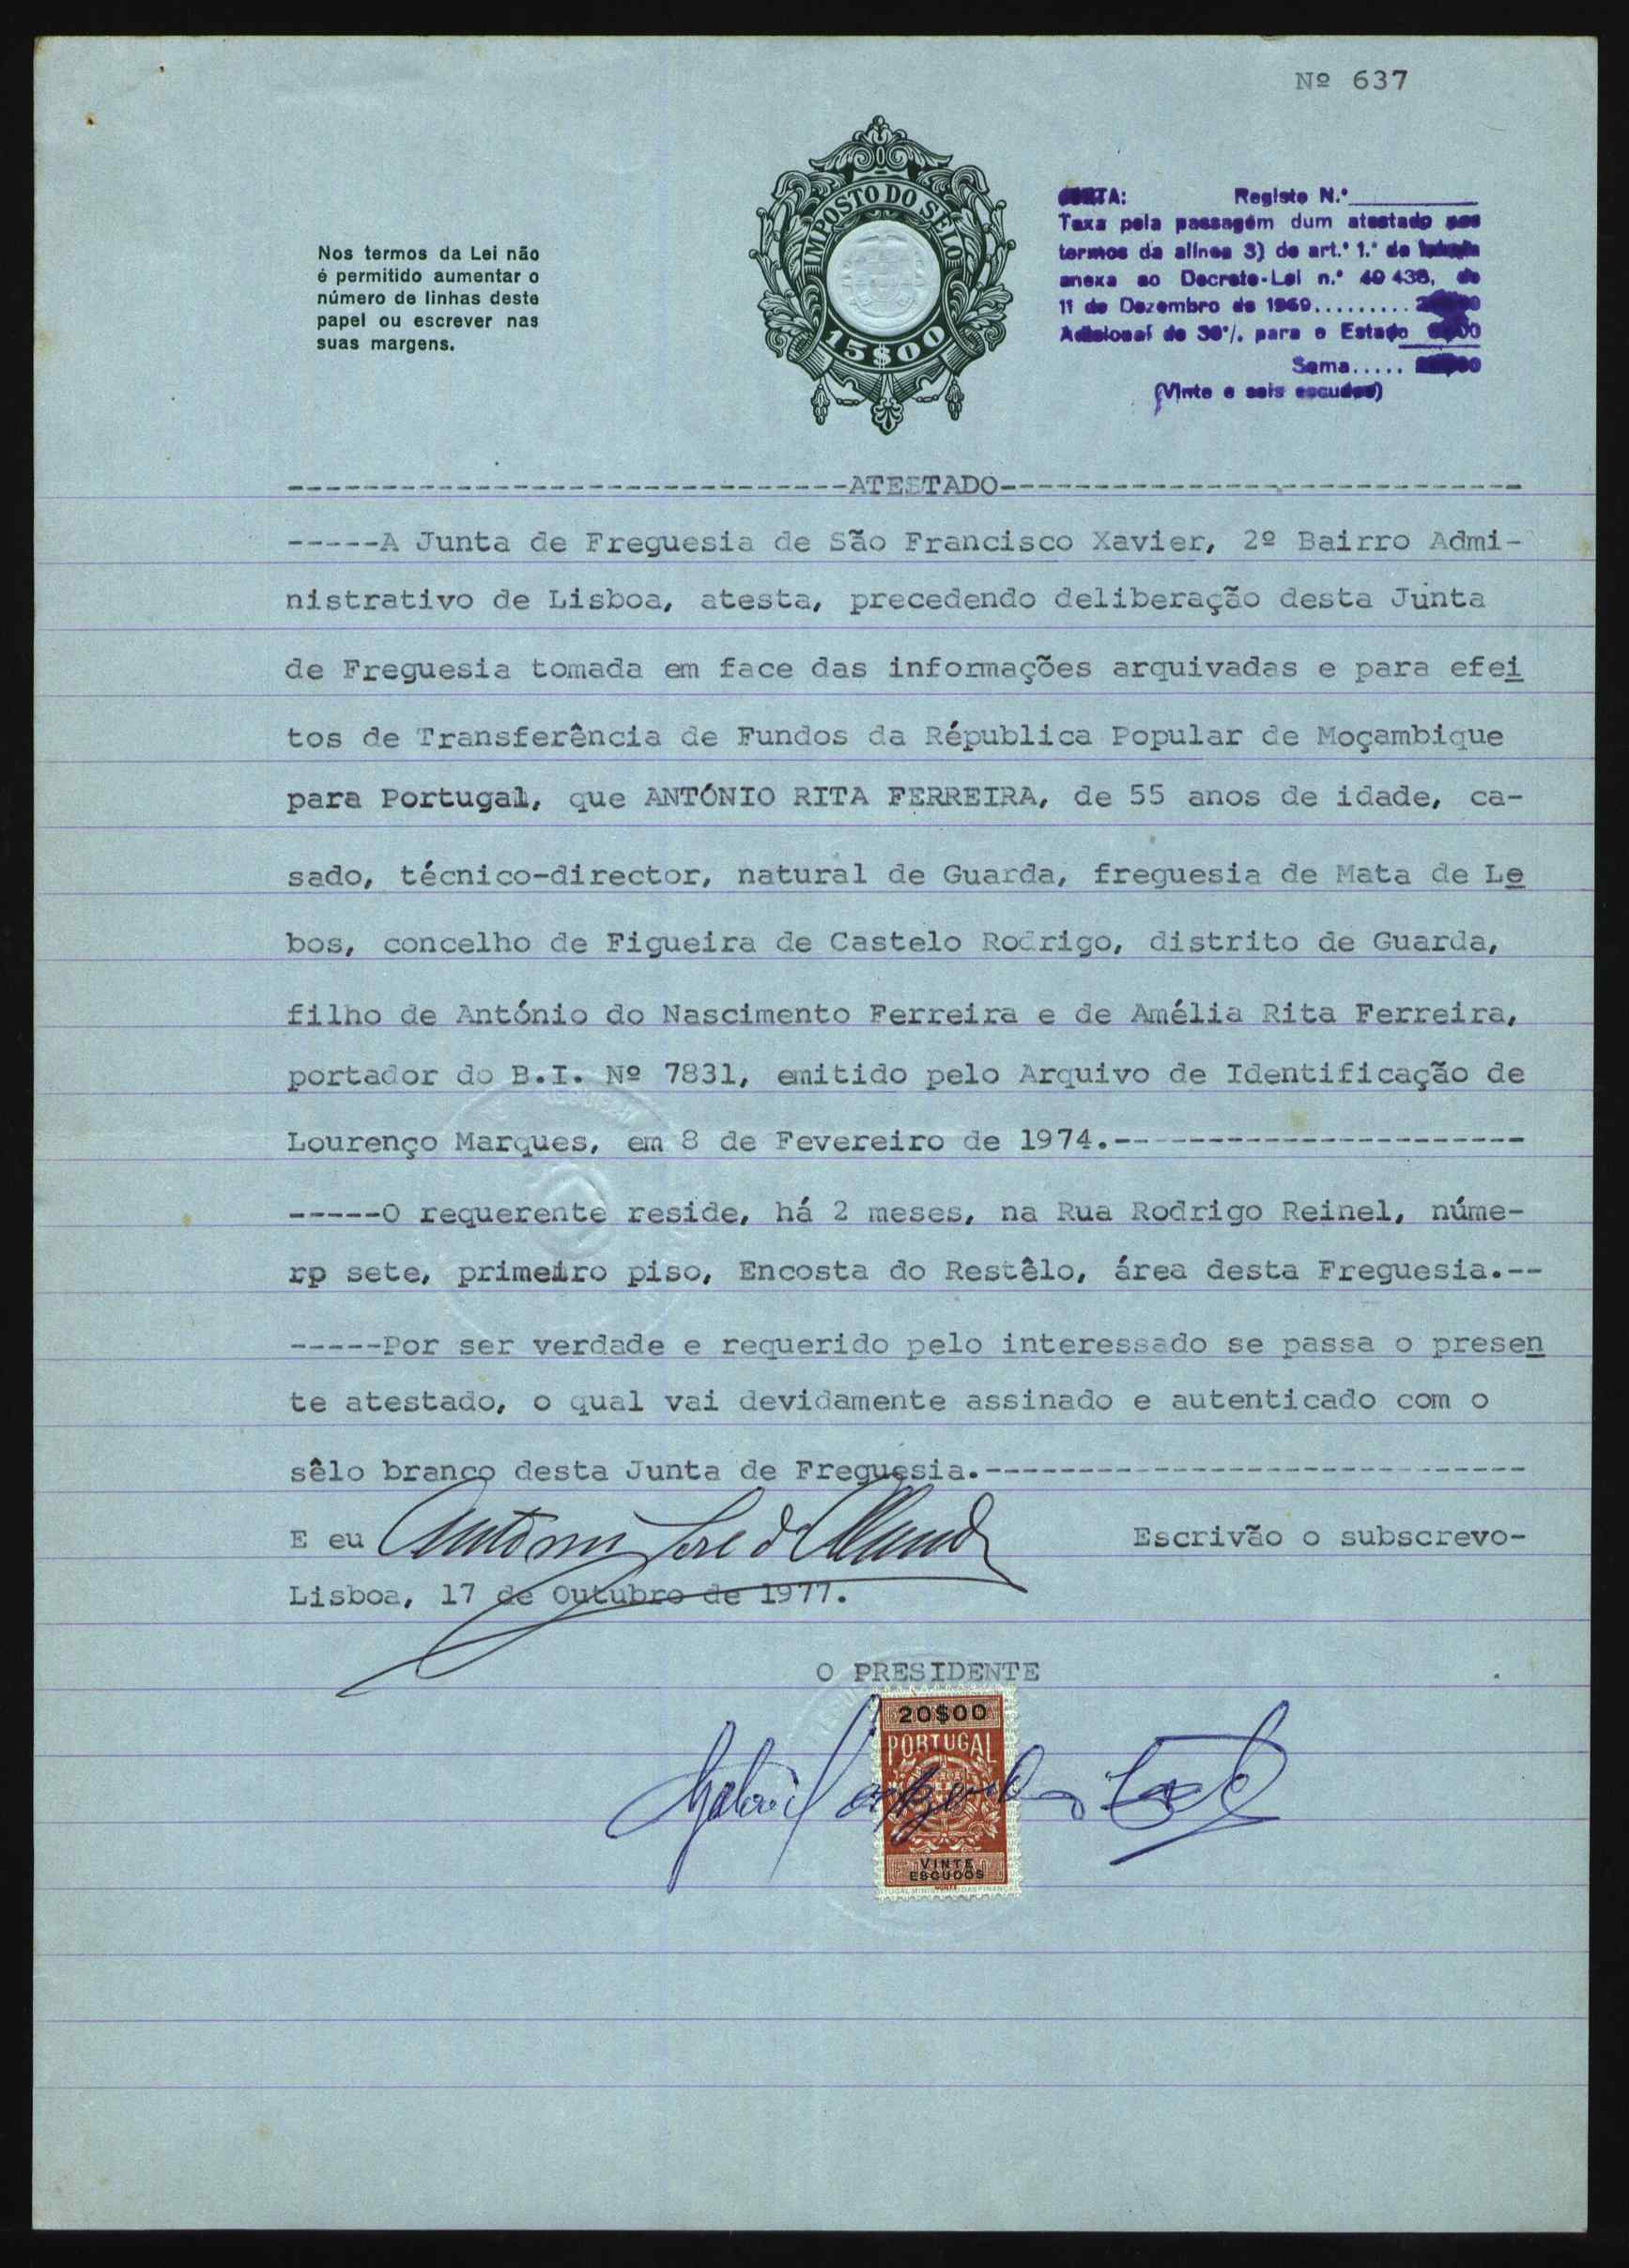 Nº 637
IMPOSTO DO SELO
15$00
Nos termos da Lei não
é permitido aumentar o
número de linhas deste
papel ou escrever nas
suas margens.
Registo N.º
Taxa pela passagem dum atestado nos
termos da alínea 3) do art.º 1.º da tabela
anexa ao Decreto-Lei n.º 49 438, de
11 de Dezembro de 1969.........
Adicional de 30%. para o Estado
Soma.....
(Vinte e seis escudos)
------------------------------ATESTADO----------------------------
-----A Junta de Freguesia de São Francisco Xavier, 2º Bairro Admi-
nistrativo de Lisboa, atesta, precedendo deliberação desta Junta
de Freguesia tomada em face das informações arquivadas e para efei
tos de Transferência de Fundos da Républica Popular de Moçambique
para Portugal, que ANTÓNIO RITA FERREIRA, de 55 anos de idade, ca-
sado, técnico-director, natural de Guarda, freguesia de Mata de Le
bos, concelho de Figueira de Castelo Rodrigo, distrito de Guarda,
filho de António do Nascimento Ferreira e de Amélia Rita Ferreira,
portador do B.I. Nº 7831, emitido pelo Arquivo de Identificação de
Lourenço Marques, em 8 de Fevereiro de 1974.----------------------
-----O requerente reside, há 2 meses, na Rua Rodrigo Reinel, núme-
rp sete, primeiro piso, Encosta do Restêlo, área desta Freguesia.--
-----Por ser verdade e requerido pelo interessado se passa o presen
te atestado, o qual vai devidamente assinado e autenticado com o
sêlo branco desta Junta de Freguesia.-----------------------------
E eu António José d Escrivão o subscrevo-
Lisboa, 17 de Outubro de 1977.
O PRESIDENTE
20$00
PORTUGAL
VINTE
ESCUDOS